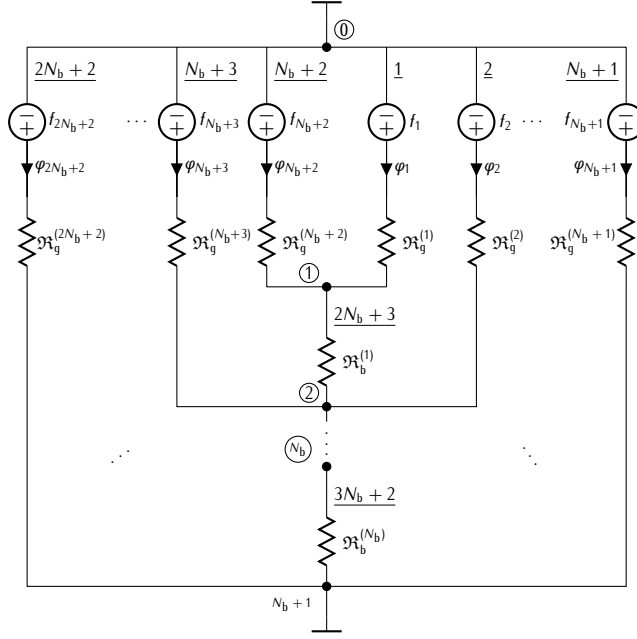 0
2N_b + 2 N_b + 3 N_b + 2 1 2 N_b + 1
− − − − − −
+ + + + + +
f_{2N_b+2} ··· f_{N_b+3} f_{N_b+2} f_1 f_2 ··· f_{N_b+1}
φ_{2N_b+2} φ_{N_b+3} φ_{N_b+2} φ_1 φ_2 φ_{N_b+1}
ℜ_g^{(2N_b+2)} ℜ_g^{(N_b+3)} ℜ_g^{(N_b+2)} ℜ_g^{(1)} ℜ_g^{(2)} ℜ_g^{(N_b+1)}
1
2N_b + 3
ℜ_b^{(1)}
2
N_b
3N_b + 2
ℜ_b^{(N_b)}
N_b + 1